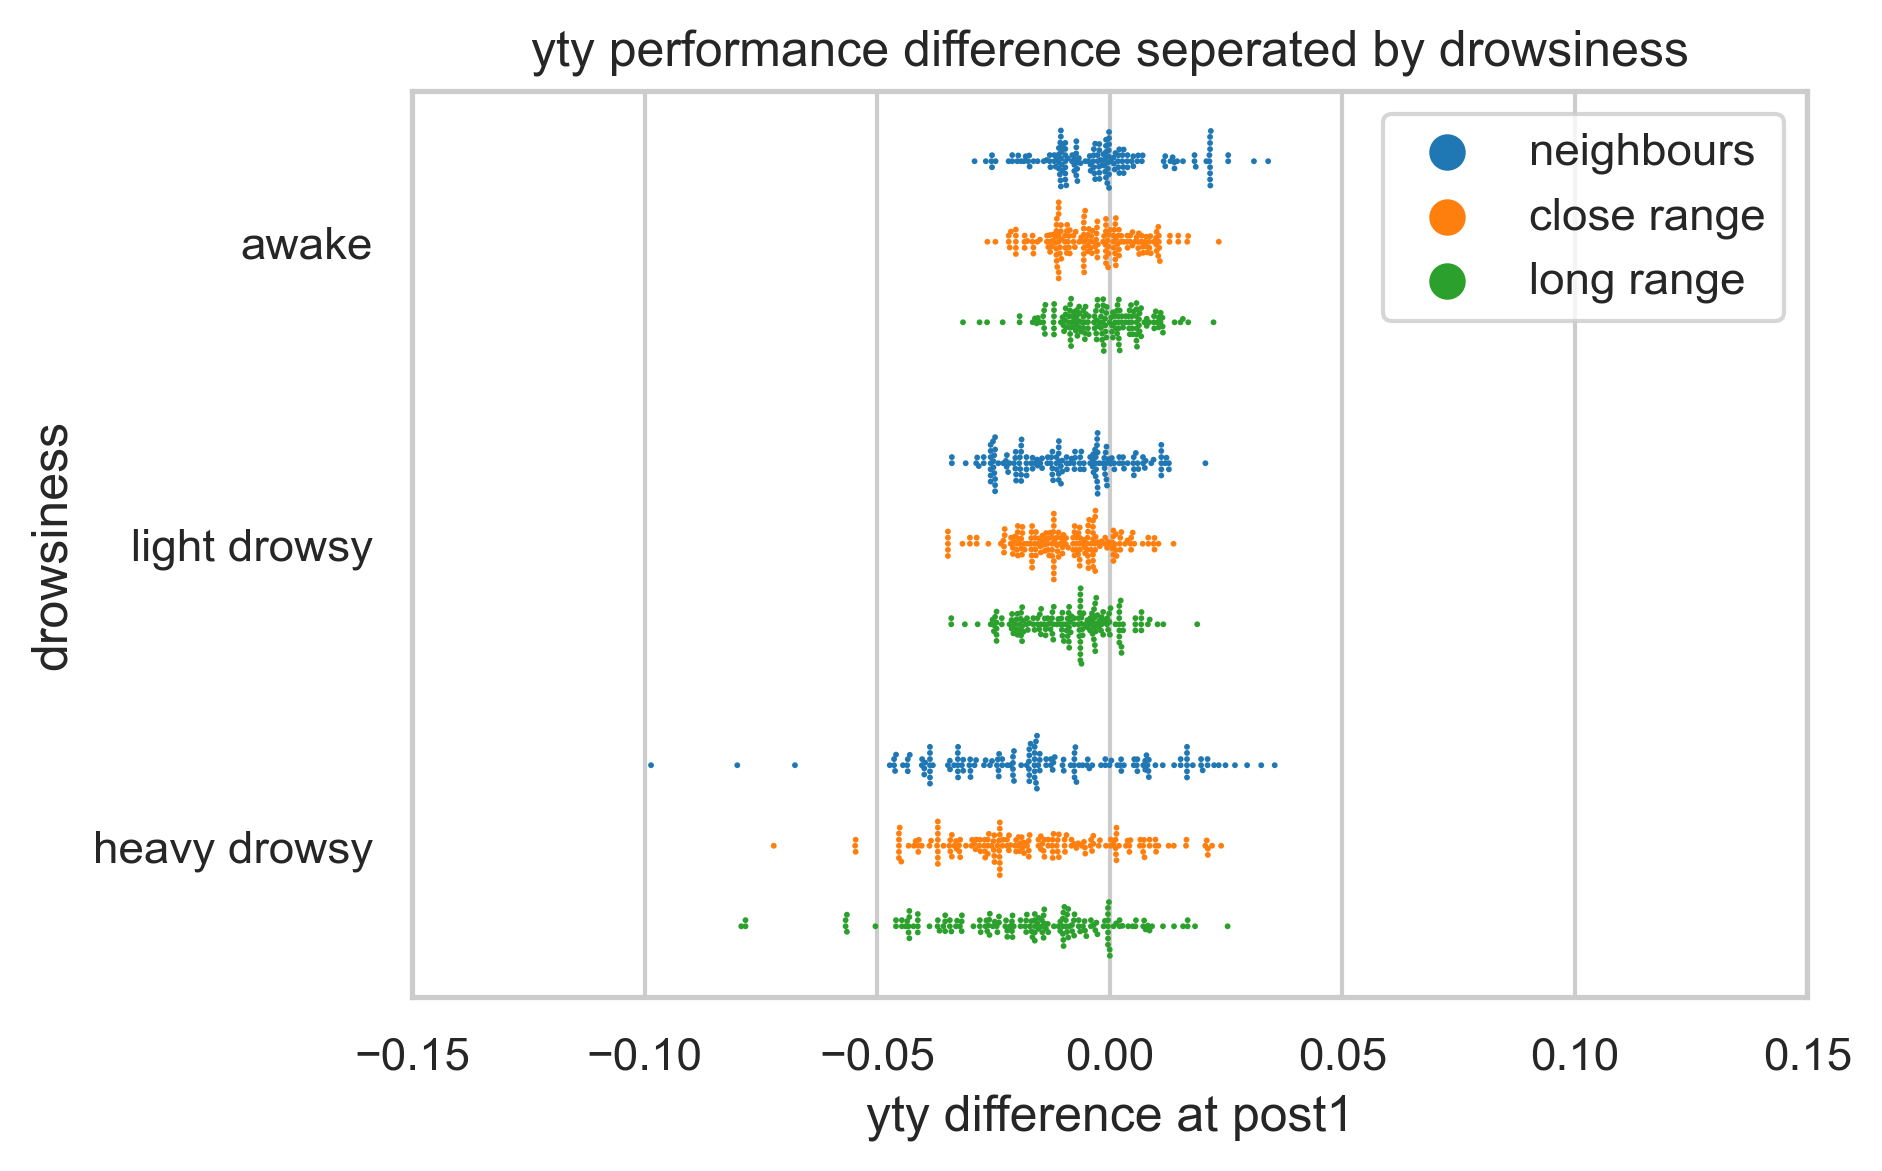 yty performance difference seperated by drowsiness
neighbours
close range
long range
awake
light drowsy
heavy drowsy
drowsiness
−0.15 −0.10 −0.05 0.00 0.05 0.10 0.15
yty difference at post1